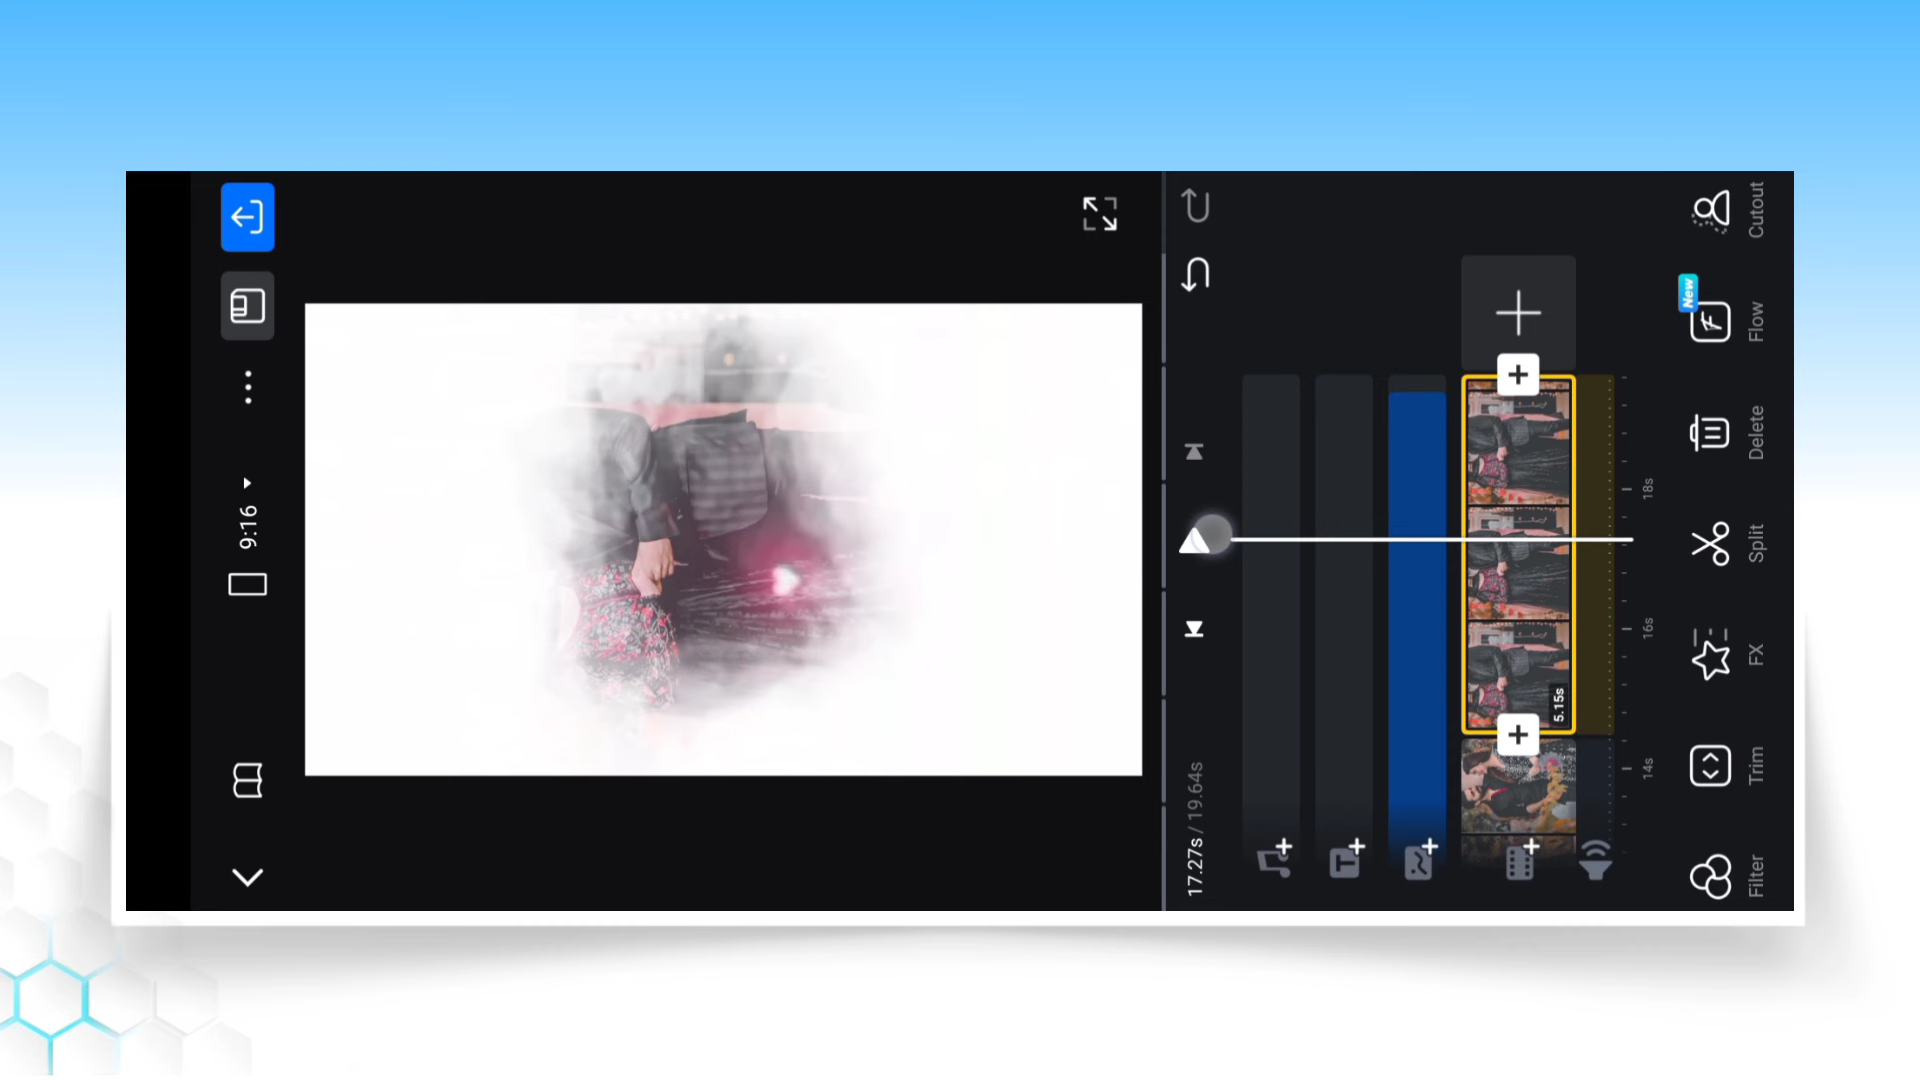 9:16
17.27s / 19.64s
5.15s
14s
16s
18s
Filter
Trim
FX
Split
Delete
Flow
New
Cutout